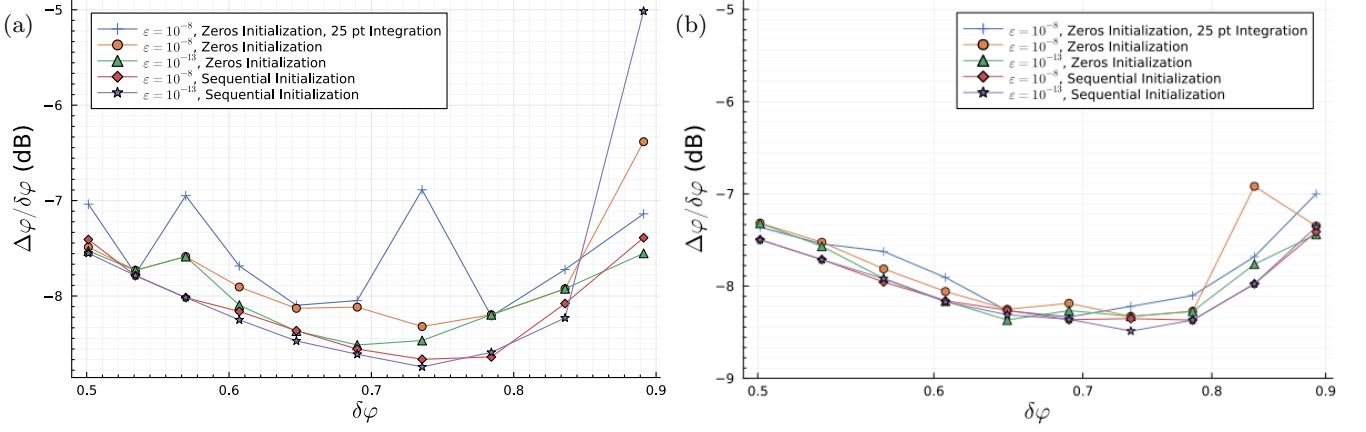 (a)
−5
−6
−7
−8
Δφ/δφ (dB)
ε = 10⁻⁸, Zeros Initialization, 25 pt Integration
ε = 10⁻⁸, Zeros Initialization
ε = 10⁻¹³, Zeros Initialization
ε = 10⁻⁸, Sequential Initialization
ε = 10⁻¹³, Sequential Initialization
0.5 0.6 0.7 0.8 0.9
δφ
(b)
−5
−6
−7
−8
−9
Δφ/δφ (dB)
ε = 10⁻⁸, Zeros Initialization, 25 pt Integration
ε = 10⁻⁸, Zeros Initialization
ε = 10⁻¹³, Zeros Initialization
ε = 10⁻⁸, Sequential Initialization
ε = 10⁻¹³, Sequential Initialization
0.5 0.6 0.7 0.8 0.9
δφ